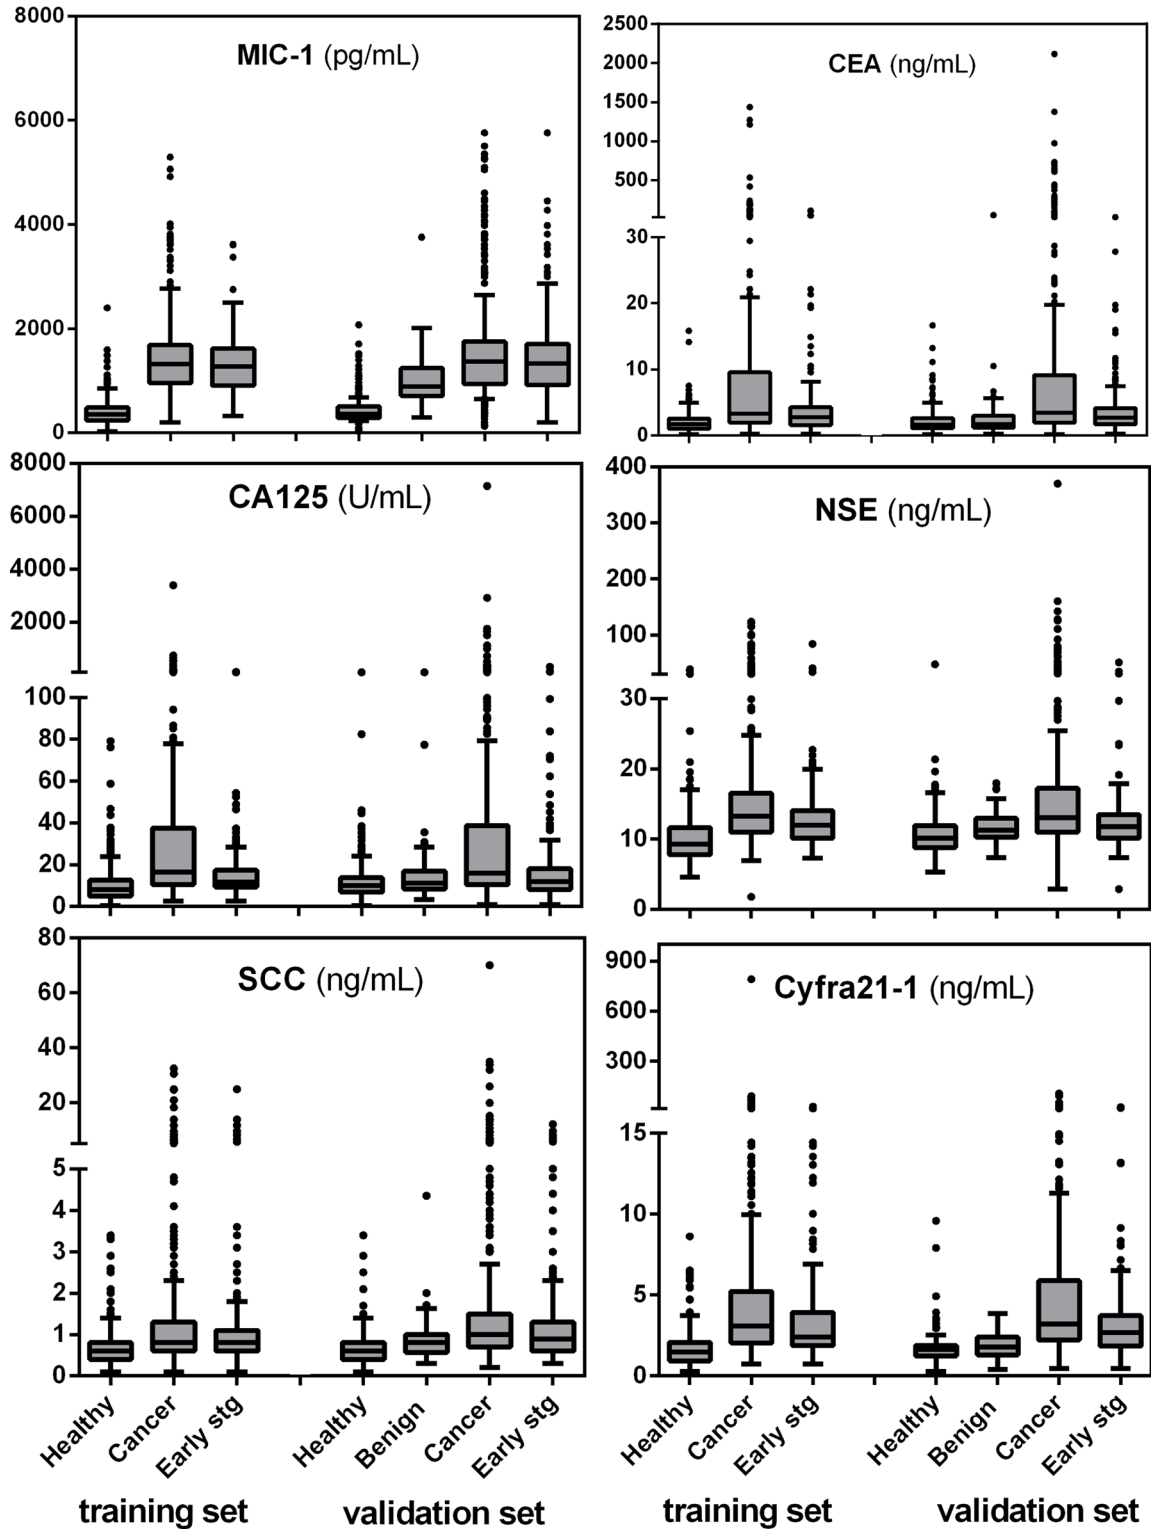 MIC-1 (pg/mL)
8000
6000
4000
2000
0
CEA (ng/mL)
2500
2000
1500
1000
500
30
20
10
0
CA125 (U/mL)
8000
6000
4000
2000
100
80
60
40
20
0
NSE (ng/mL)
400
300
200
100
30
20
10
0
SCC (ng/mL)
80
60
40
20
5
4
3
2
1
0
Cyfra21-1 (ng/mL)
900
600
300
15
10
5
0
Healthy
Cancer
Early stg
Healthy
Benign
Cancer
Early stg
training set
validation set
Healthy
Cancer
Early stg
Healthy
Benign
Cancer
Early stg
training set
validation set